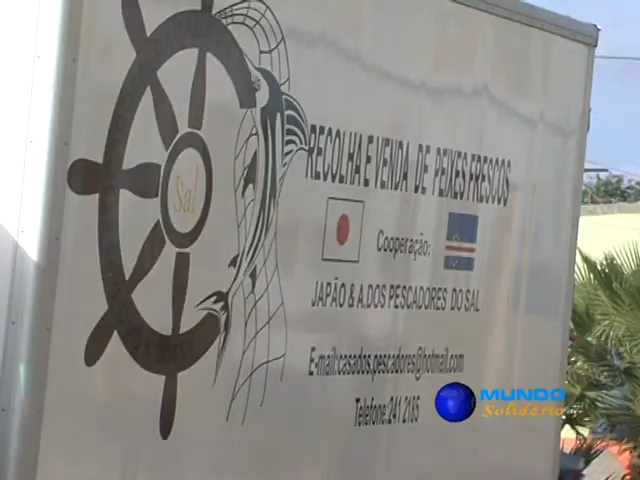 Sal
RECOLHA E VENDA DE PEIXES FRESCOS
Cooperação:
JAPÃO & A.DOS PESCADORES DO SAL
E-mail:casados.pescadores@hotmail.com
Telefone:241 2165
MUNDO
Solidário